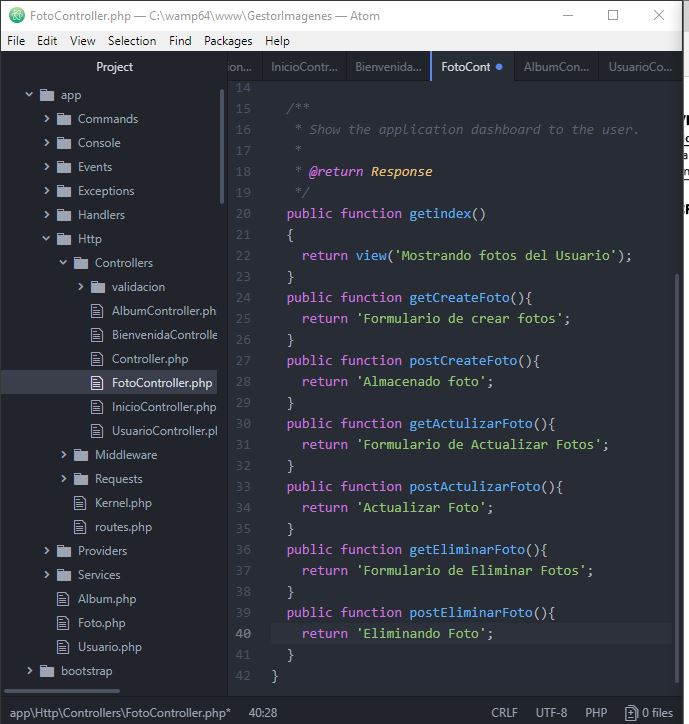 FotoController.php — C:\wamp64\www\GestorImagenes — Atom
File Edit View Selection Find Packages Help
Project
ion... InicioContr... Bienvenida... FotoCont AlbumCon... UsuarioCo...
app
Commands
Console
Events
Exceptions
Handlers
Http
Controllers
validacion
AlbumController.ph
BienvenidaControlle
Controller.php
FotoController.php
InicioController.php
UsuarioController.pl
Middleware
Requests
Kernel.php
routes.php
Providers
Services
Album.php
Foto.php
Usuario.php
bootstrap
14
15 /**
16 * Show the application dashboard to the user.
17 *
18 * @return Response
19 */
20 public function getindex()
21 {
22 return view('Mostrando fotos del Usuario');
23 }
24 public function getCreateFoto(){
25 return 'Formulario de crear fotos';
26 }
27 public function postCreateFoto(){
28 return 'Almacenado foto';
29 }
30 public function getActulizarFoto(){
31 return 'Formulario de Actualizar Fotos';
32 }
33 public function postActulizarFoto(){
34 return 'Actualizar Foto';
35 }
36 public function getEliminarFoto(){
37 return 'Formulario de Eliminar Fotos';
38 }
39 public function postEliminarFoto(){
40 return 'Eliminando Foto';
41 }
42 }
app\Http\Controllers\FotoController.php* 40:28 CRLF UTF-8 PHP 0 files